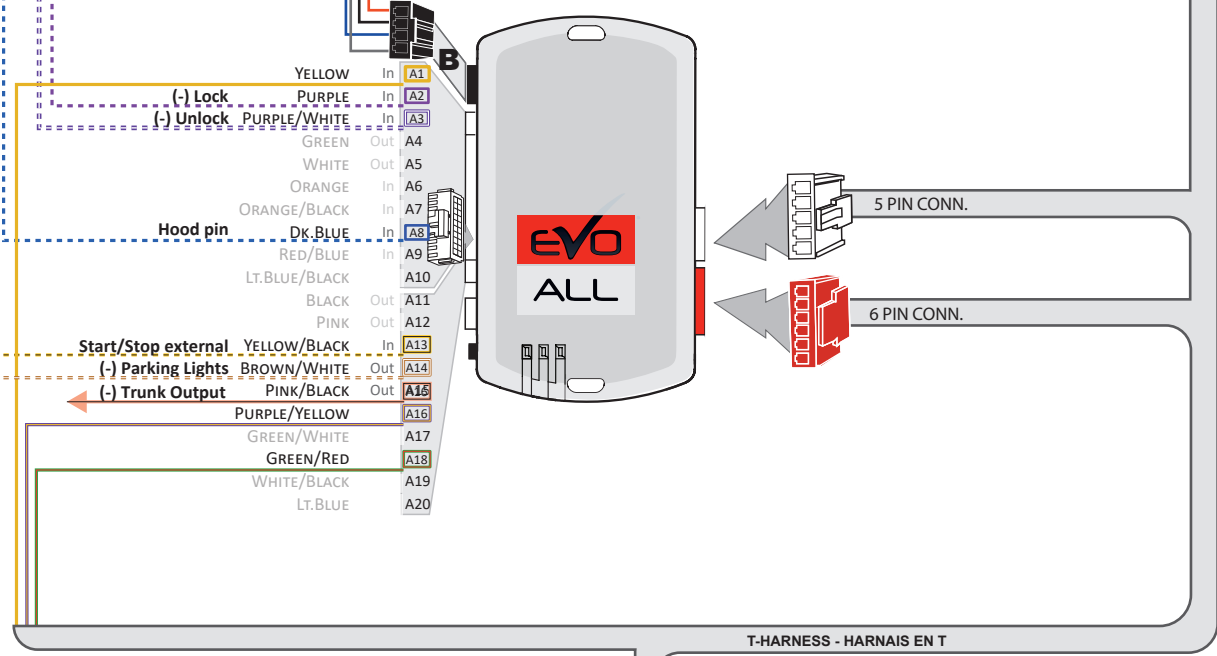 B
YELLOW In A1
(-) Lock PURPLE In A2
(-) Unlock PURPLE/WHITE In A3
GREEN Out A4
WHITE Out A5
ORANGE In A6
ORANGE/BLACK In A7
Hood pin DK.BLUE In A8
RED/BLUE In A9
LT.BLUE/BLACK A10
BLACK Out A11
PINK Out A12
Start/Stop external YELLOW/BLACK In A13
(-) Parking Lights BROWN/WHITE Out A14
(-) Trunk Output PINK/BLACK Out A15
PURPLE/YELLOW A16
GREEN/WHITE A17
GREEN/RED A18
WHITE/BLACK A19
LT.BLUE A20
EVO
ALL
5 PIN CONN.
6 PIN CONN.
T-HARNESS - HARNAIS EN T